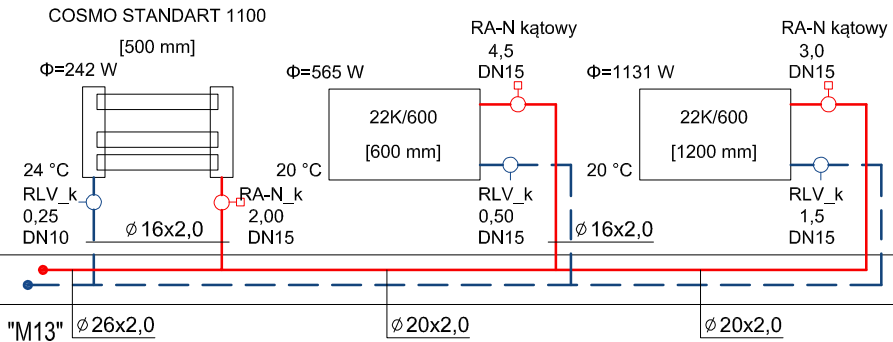 COSMO STANDART 1100
[500 mm]
Φ=242 W
24 °C
RLV_k
0,25
DN10
RA-N_k
2,00
DN15
⌀16x2,0
Φ=565 W
22K/600
[600 mm]
20 °C
RA-N kątowy
4,5
DN15
RLV_k
0,50
DN15
⌀16x2,0
Φ=1131 W
22K/600
[1200 mm]
20 °C
RA-N kątowy
3,0
DN15
RLV_k
1,5
DN15
"M13"
⌀26x2,0
⌀20x2,0
⌀20x2,0